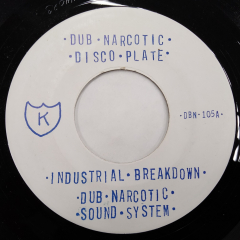 ·DUB·NARCOTIC·
·DISCO·PLATE·
K
·DBN·105A·
·INDUSTRIAL·BREAKDOWN·
·DUB·NARCOTIC·
·SOUND·SYSTEM·